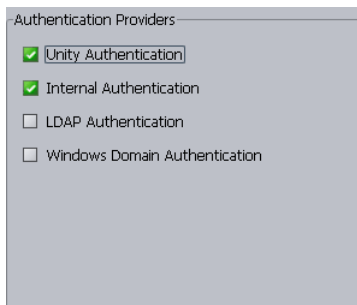 Authentication Providers
Unity Authentication
Internal Authentication
LDAP Authentication
Windows Domain Authentication